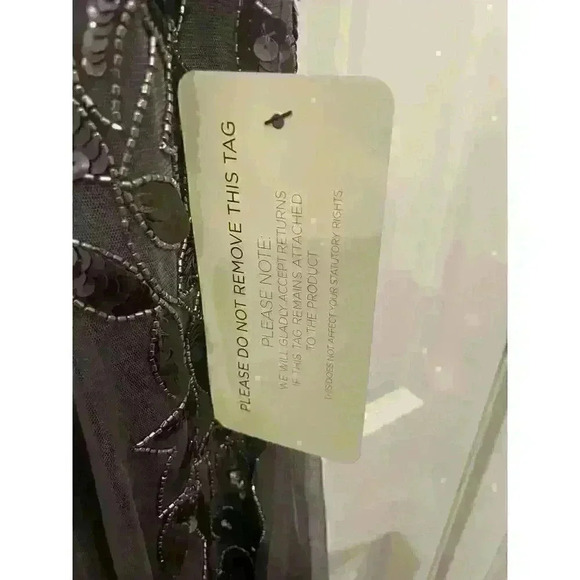 PLEASE DO NOT REMOVE THIS TAG
PLEASE NOTE:
WE WILL GLADLY ACCEPT RETURNS
IF THIS TAG REMAINS ATTACHED
TO THE PRODUCT
THIS DOES NOT AFFECT YOUR STATUTORY RIGHTS